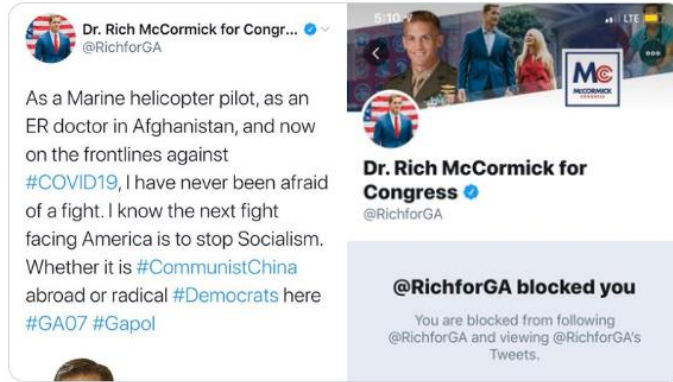 Dr. Rich McCormick for Congr...
@RichforGA
As a Marine helicopter pilot, as an
ER doctor in Afghanistan, and now
on the frontlines against
#COVID19, I have never been afraid
of a fight. I know the next fight
facing America is to stop Socialism.
Whether it is #CommunistChina
abroad or radical #Democrats here
#GA07 #Gapol
5:10
LTE
MC
MCCORMICK
CONGRESS
Dr. Rich McCormick for
Congress
@RichforGA
@RichforGA blocked you
You are blocked from following
@RichforGA and viewing @RichforGA's
Tweets.